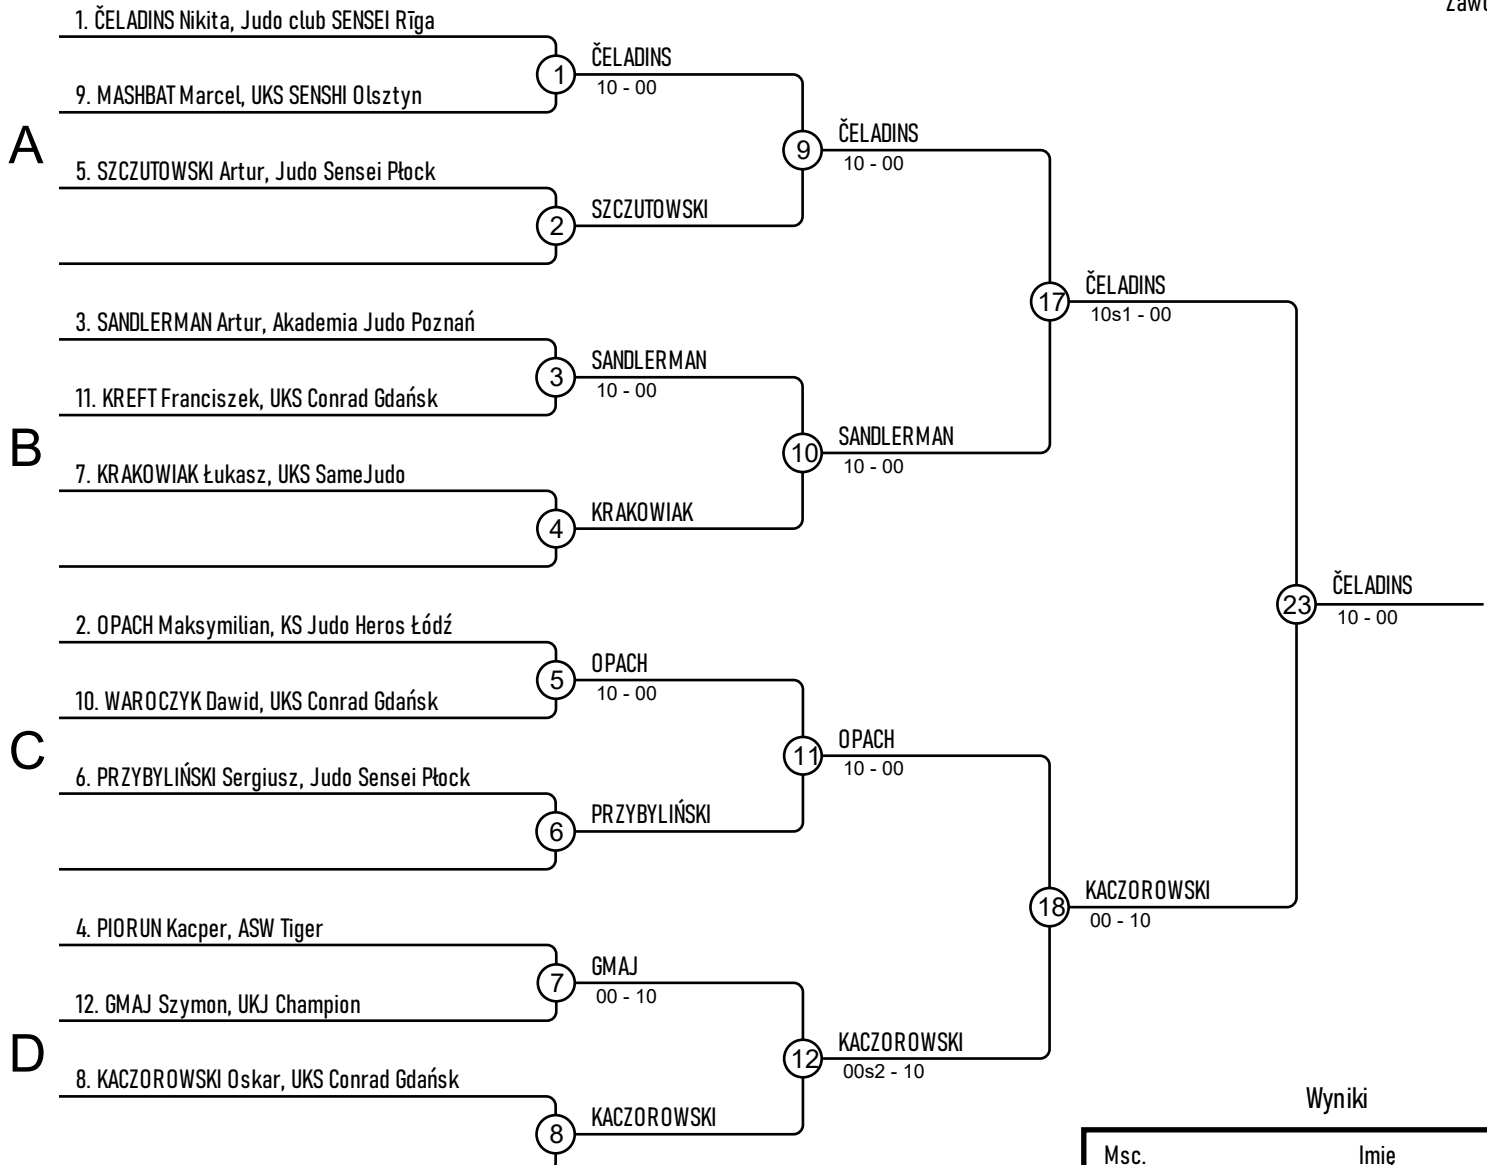 Zawo
1. ČELADINS Nikita, Judo club SENSEI Rīga
1
ČELADINS
10 - 00
9. MASHBAT Marcel, UKS SENSHI Olsztyn
A
9
ČELADINS
10 - 00
5. SZCZUTOWSKI Artur, Judo Sensei Płock
2
SZCZUTOWSKI
17
ČELADINS
10s1 - 00
3. SANDLERMAN Artur, Akademia Judo Poznań
3
SANDLERMAN
10 - 00
11. KREFT Franciszek, UKS Conrad Gdańsk
B
10
SANDLERMAN
10 - 00
7. KRAKOWIAK Łukasz, UKS SameJudo
4
KRAKOWIAK
23
ČELADINS
10 - 00
2. OPACH Maksymilian, KS Judo Heros Łódź
5
OPACH
10 - 00
10. WAROCZYK Dawid, UKS Conrad Gdańsk
C
11
OPACH
10 - 00
6. PRZYBYLIŃSKI Sergiusz, Judo Sensei Płock
6
PRZYBYLIŃSKI
18
KACZOROWSKI
00 - 10
4. PIORUN Kacper, ASW Tiger
7
GMAJ
00 - 10
12. GMAJ Szymon, UKJ Champion
D
12
KACZOROWSKI
00s2 - 10
8. KACZOROWSKI Oskar, UKS Conrad Gdańsk
8
KACZOROWSKI
Wyniki
Msc. Imię